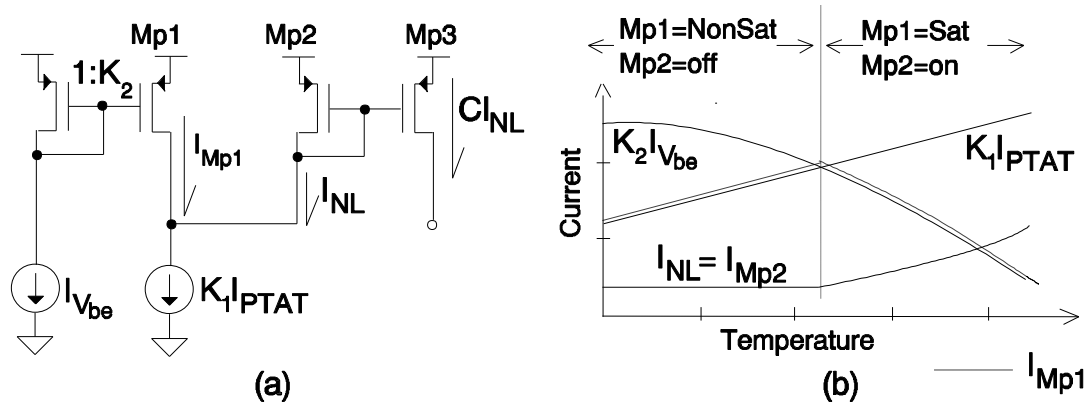 Mp1
Mp2
Mp3
1:K2
IMp1
INL
CINL
IVbe
K1IPTAT
(a)
Mp1=NonSat
Mp2=off
Mp1=Sat
Mp2=on
K2IVbe
K1IPTAT
Current
INL= IMp2
Temperature
IMp1
(b)